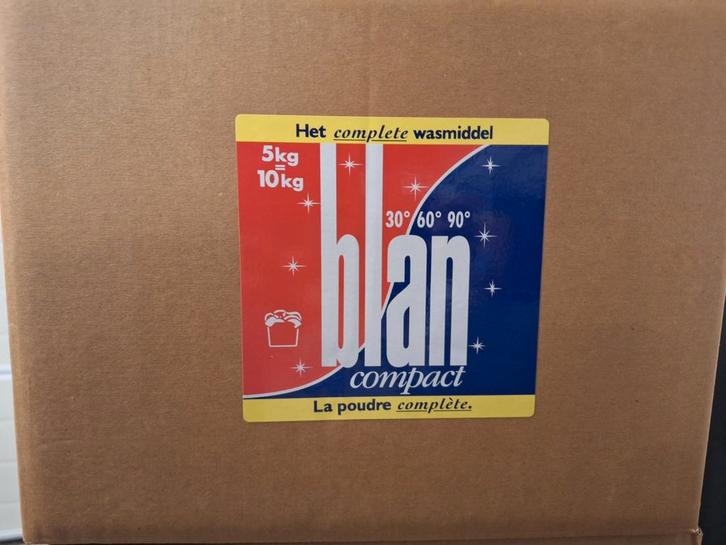 Het complete wasmiddel
5kg
=
10kg
30° 60° 90°
blan
compact
La poudre complète.